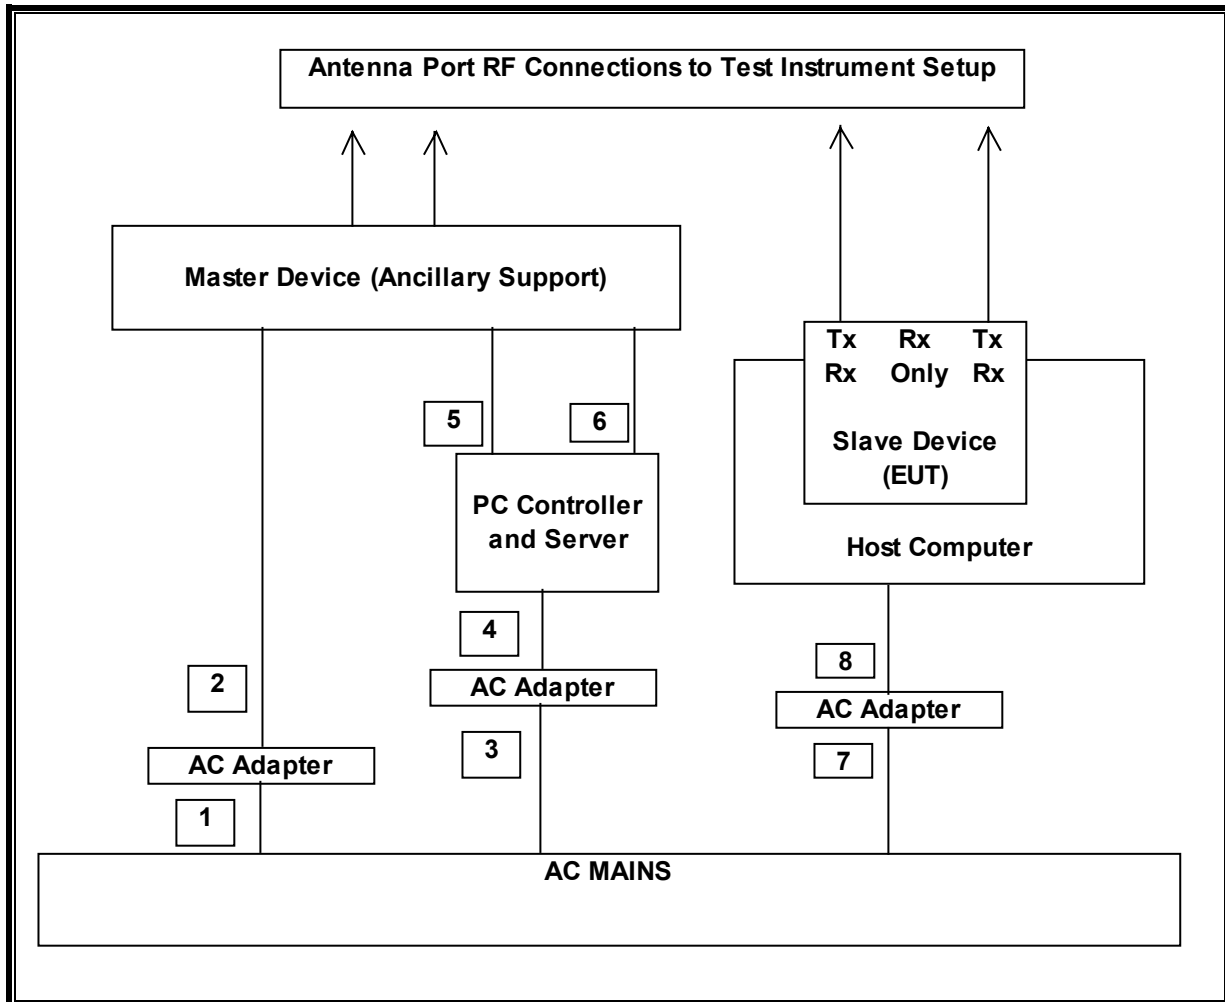 Antenna Port RF Connections to Test Instrument Setup
Master Device (Ancillary Support)
Tx Rx Tx
Rx Only Rx
Slave Device
(EUT)
Host Computer
5
6
PC Controller
and Server
4
AC Adapter
3
2
AC Adapter
1
8
AC Adapter
7
AC MAINS